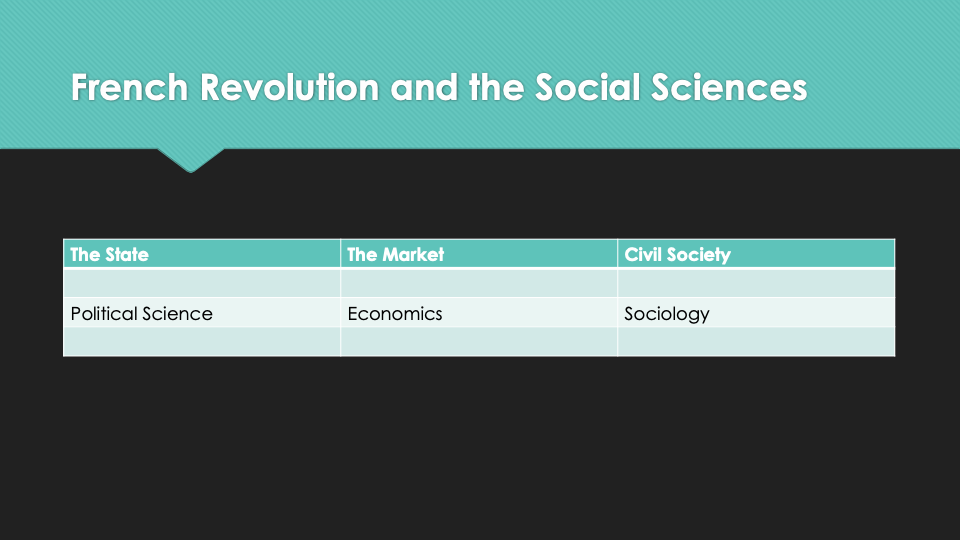 French Revolution and the Social Sciences
The State The Market Civil Society
Political Science Economics Sociology